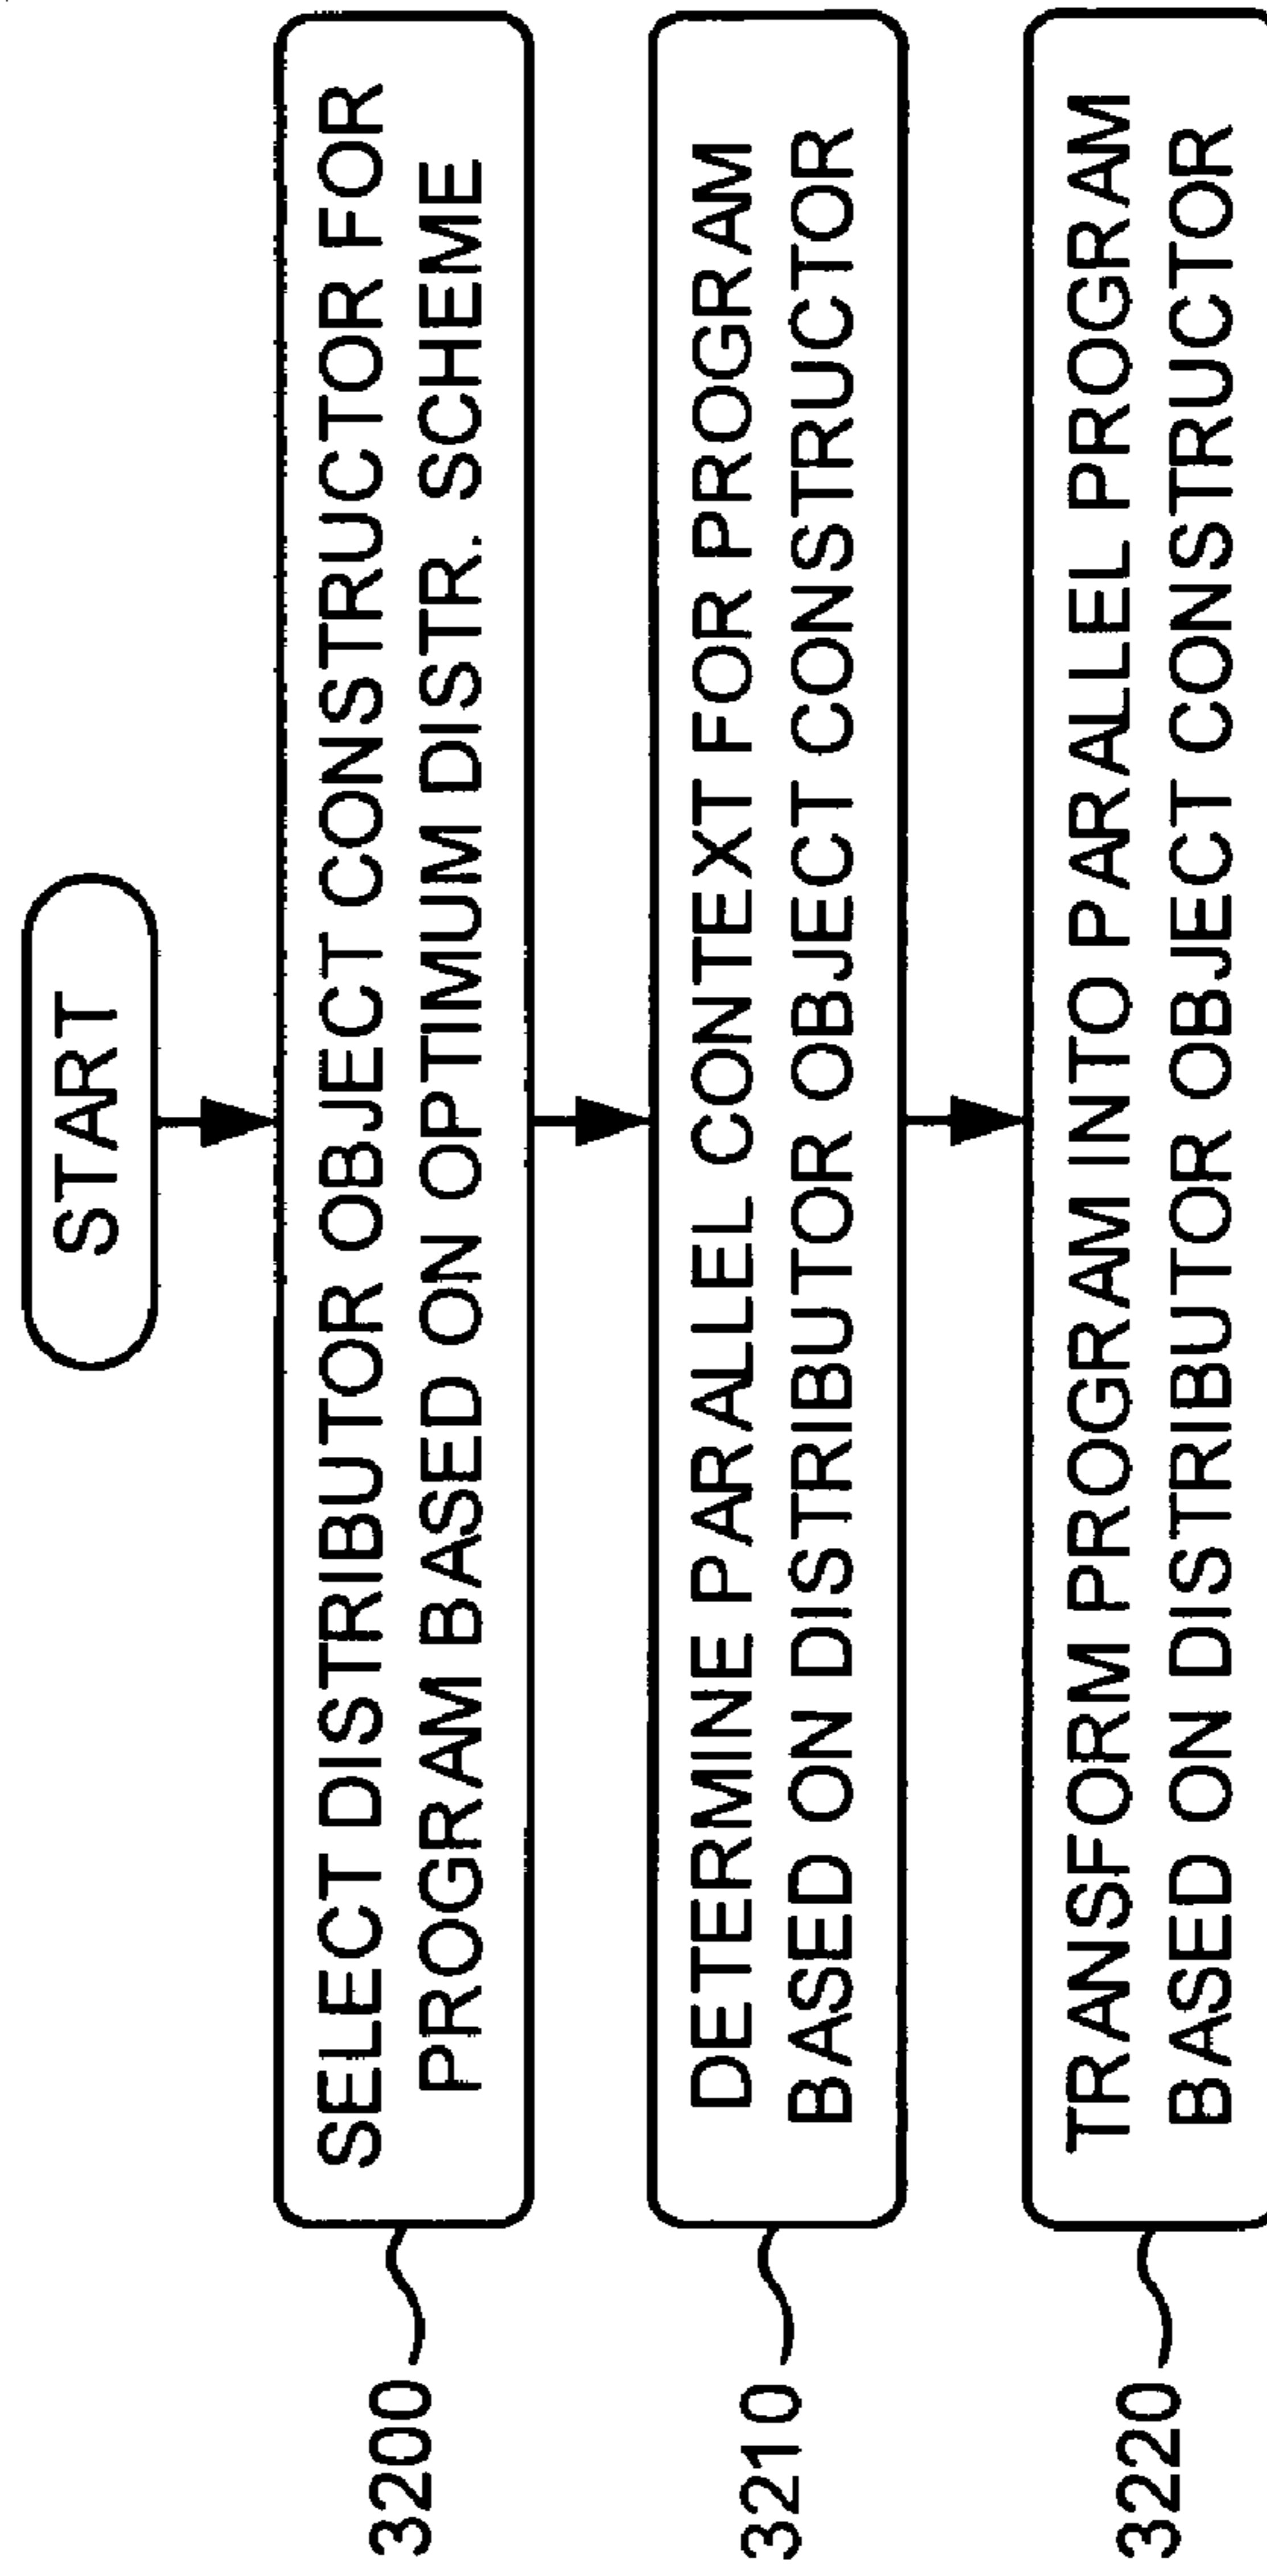 START
SELECT DISTRIBUTOR OBJECT CONSTRUCTOR FOR
PROGRAM BASED ON OPTIMUM DISTR. SCHEME
3200
DETERMINE PARALLEL CONTEXT FOR PROGRAM
BASED ON DISTRIBUTOR OBJECT CONSTRUCTOR
3210
TRANSFORM PROGRAM INTO PARALLEL PROGRAM
BASED ON DISTRIBUTOR OBJECT CONSTRUCTOR
3220